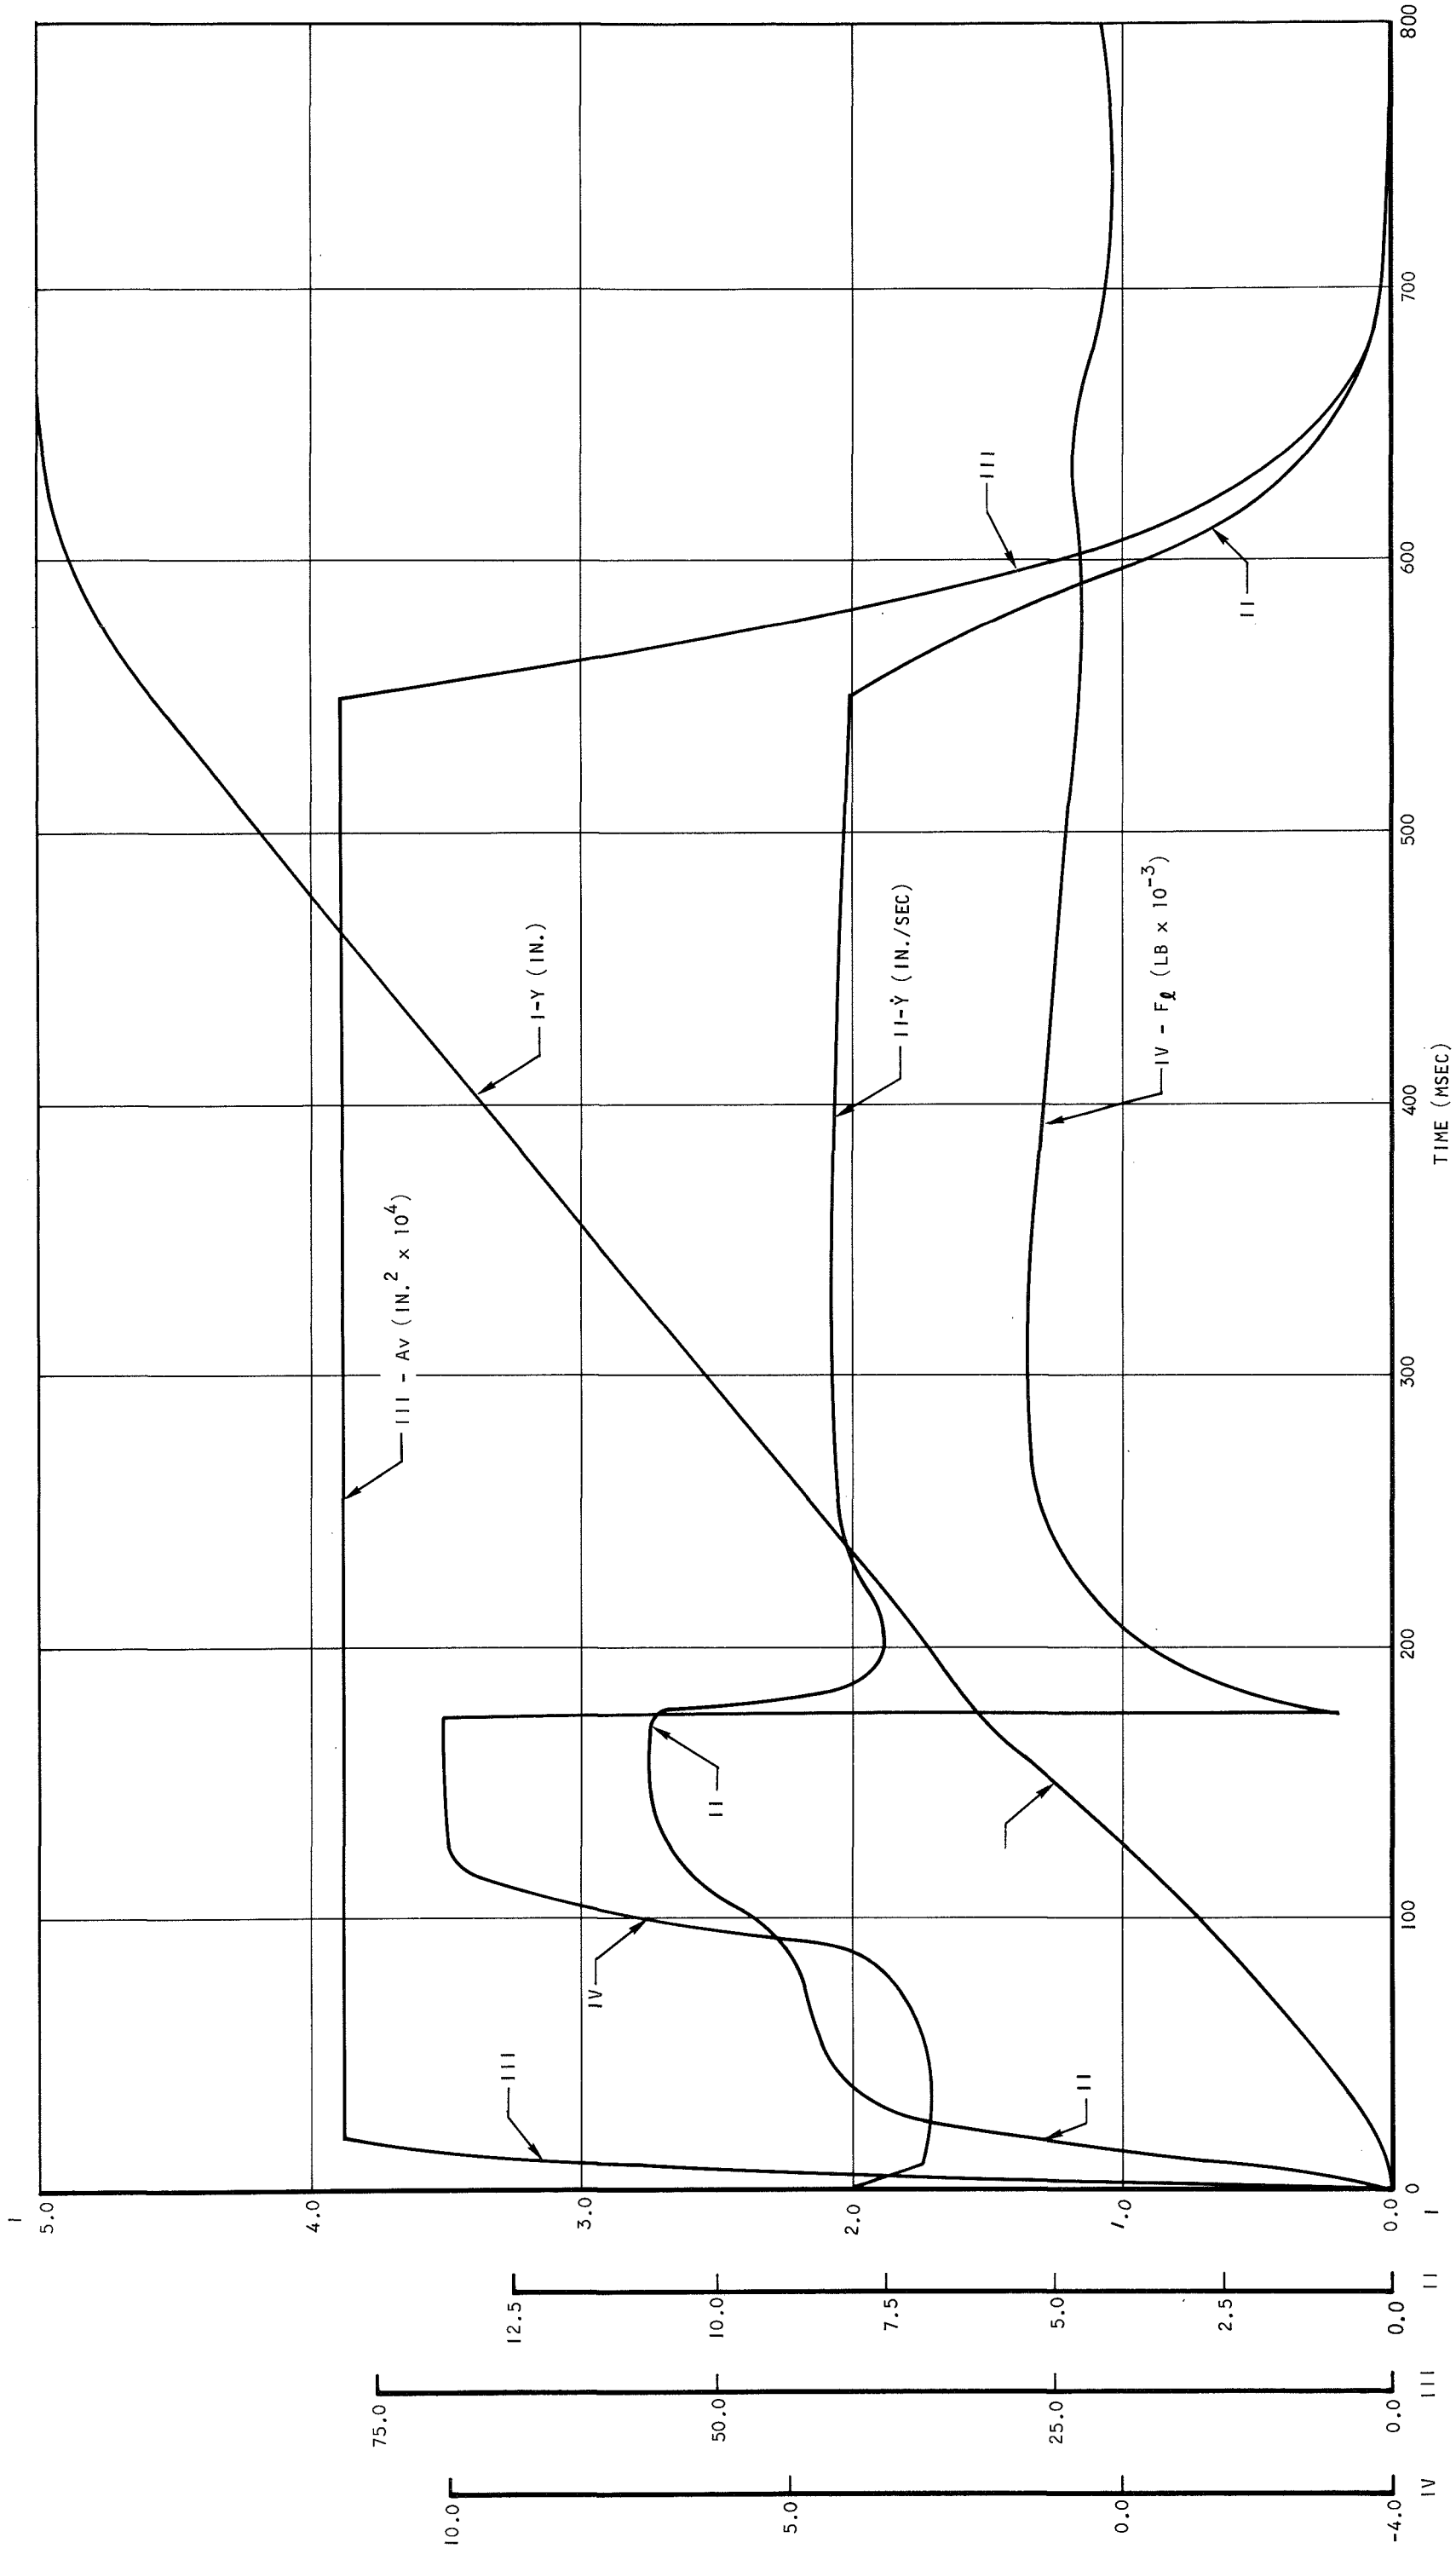 I
5.0
4.0
3.0
2.0
1.0
0.0
I
12.5
10.0
7.5
5.0
2.5
0.0
II
75.0
50.0
25.0
0.0
III
10.0
5.0
0.0
-4.0
IV
0
100
200
300
400
500
600
700
800
TIME (MSEC)
III - Av (IN.² x 10⁴)
I-Y (IN.)
II-Ẏ (IN./SEC)
IV - Fℓ (LB x 10⁻³)
III
IV
II
II
III
II